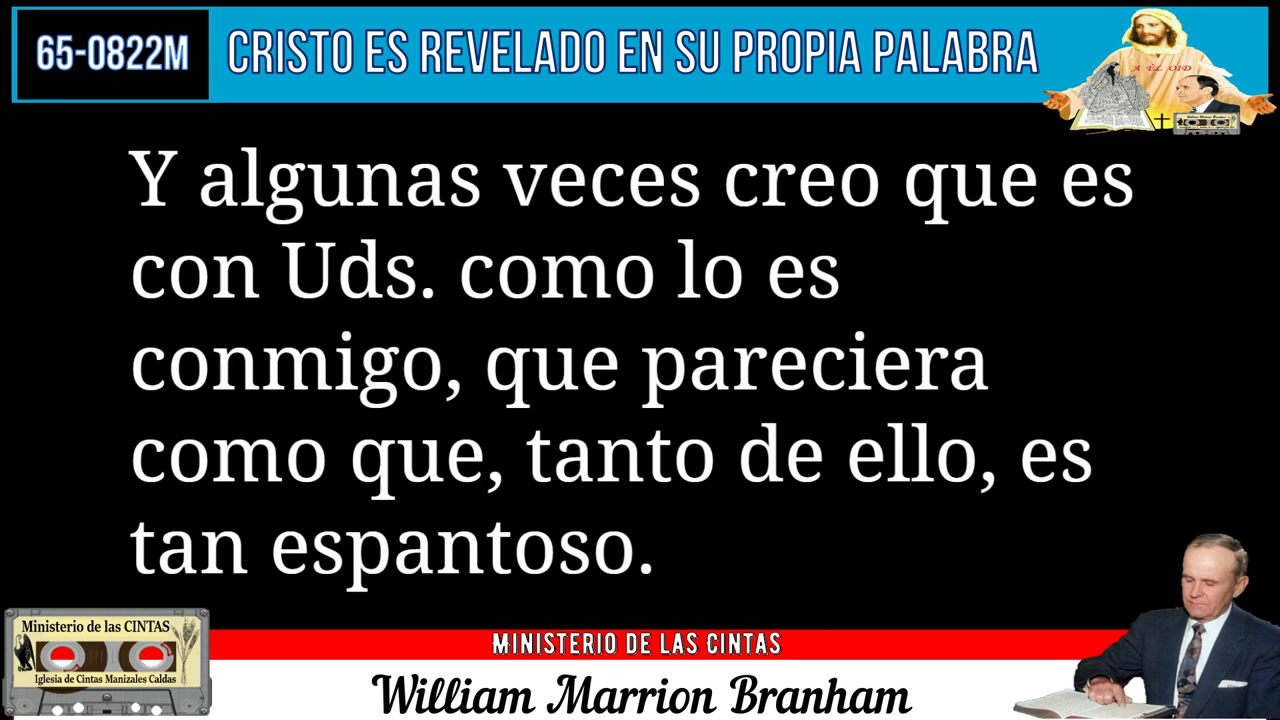 65-0822M
CRISTO ES REVELADO EN SU PROPIA PALABRA
A ÉL OID
Y algunas veces creo que es
con Uds. como lo es
conmigo, que pareciera
como que, tanto de ello, es
tan espantoso.
Ministerio de las CINTAS
Iglesia de Cintas Manizales Caldas
MINISTERIO DE LAS CINTAS
William Marrion Branham